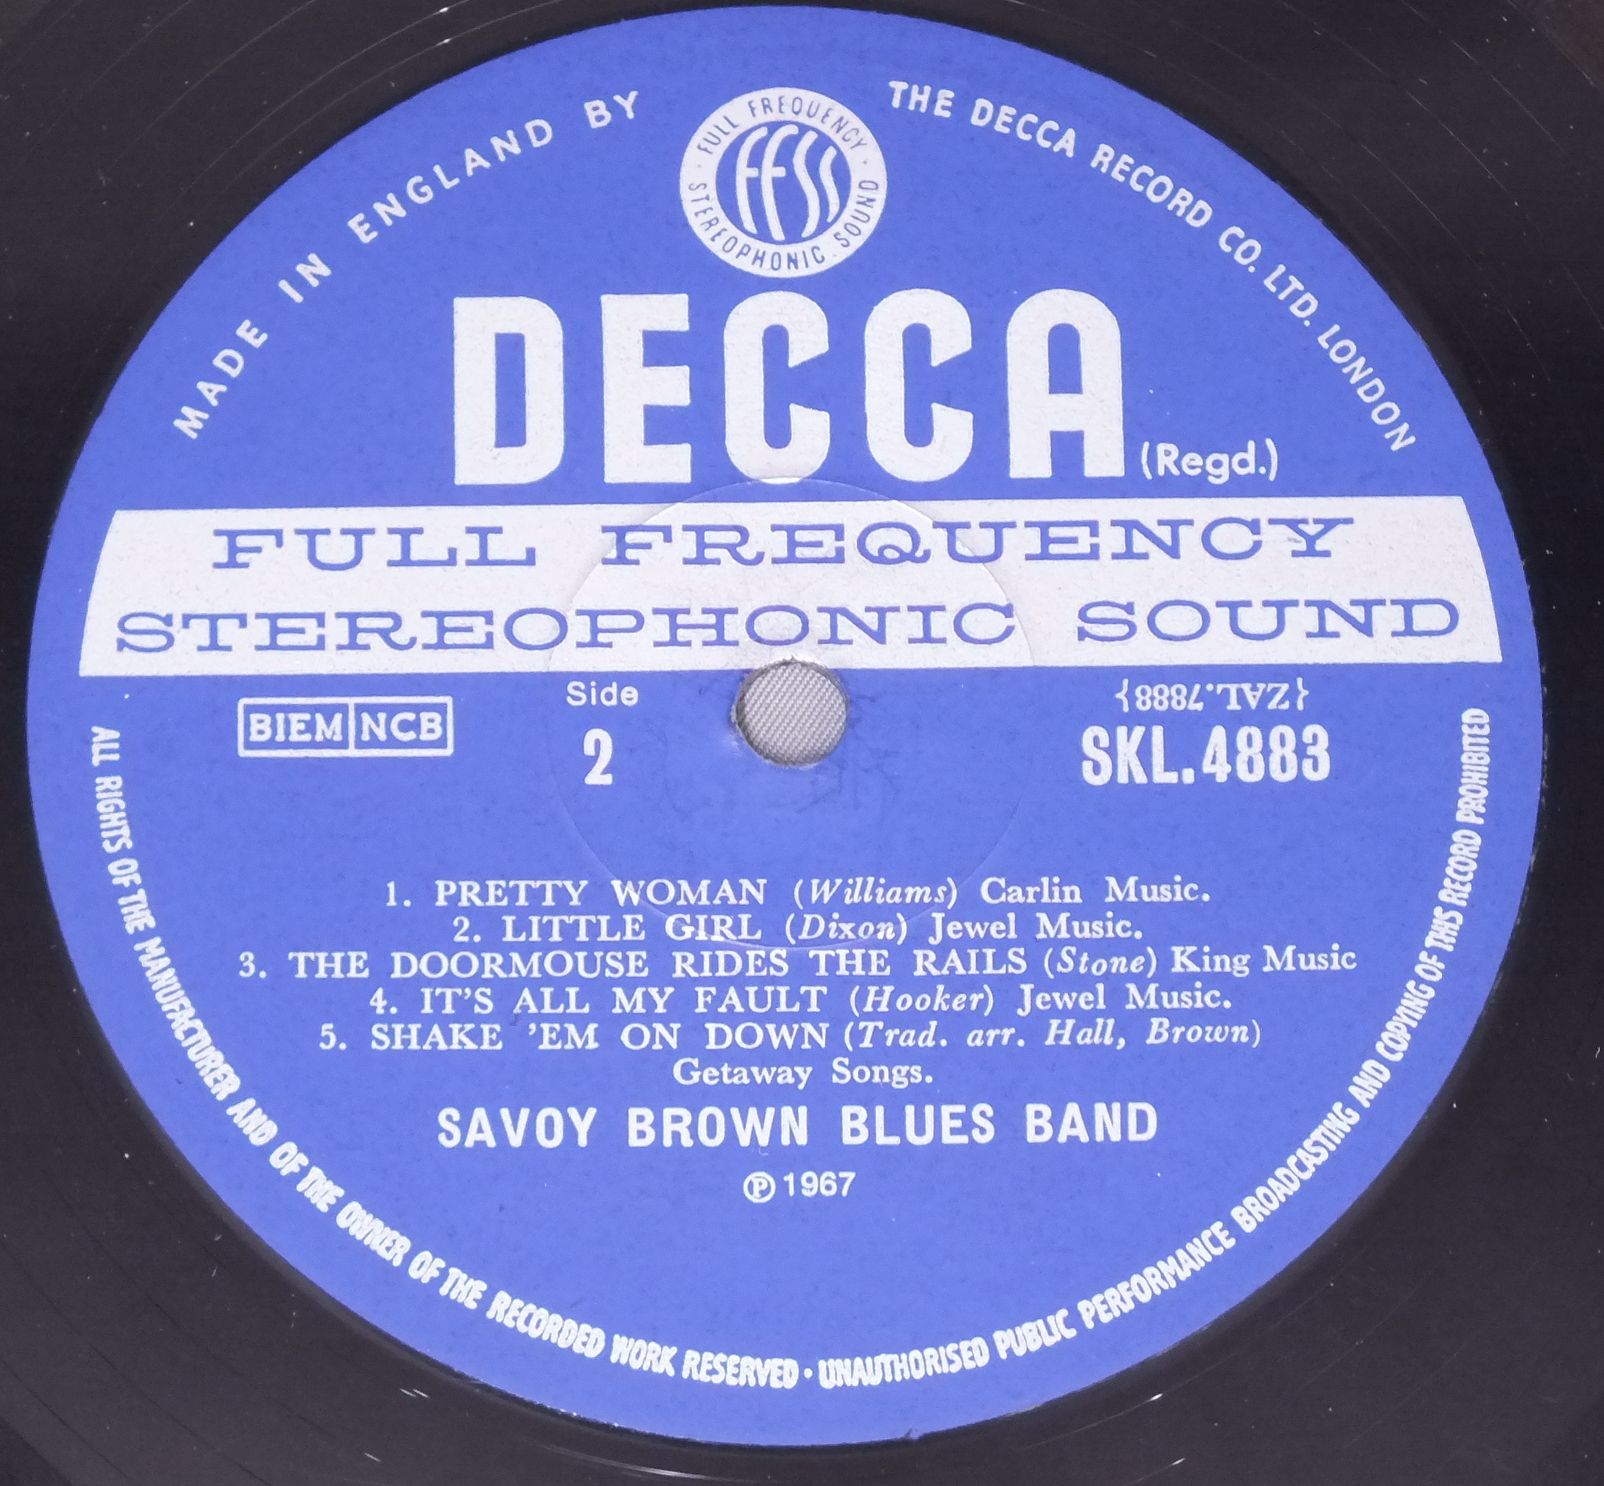 MADE IN ENGLAND BY
THE DECCA RECORD CO. LTD. LONDON
FULL FREQUENCY
FFSS
STEREOPHONIC SOUND
DECCA (Regd.)
FULL FREQUENCY
STEREOPHONIC SOUND
BIEM NCB
Side
2
{ZAL.7888}
SKL.4883
1. PRETTY WOMAN (Williams) Carlin Music.
2. LITTLE GIRL (Dixon) Jewel Music.
3. THE DOORMOUSE RIDES THE RAILS (Stone) King Music
4. IT'S ALL MY FAULT (Hooker) Jewel Music.
5. SHAKE 'EM ON DOWN (Trad. arr. Hall, Brown)
Getaway Songs.
SAVOY BROWN BLUES BAND
℗ 1967
ALL RIGHTS OF THE MANUFACTURER AND OF THE OWNER OF THE RECORDED WORK RESERVED · UNAUTHORISED PUBLIC PERFORMANCE BROADCASTING AND COPYING OF THIS RECORD PROHIBITED